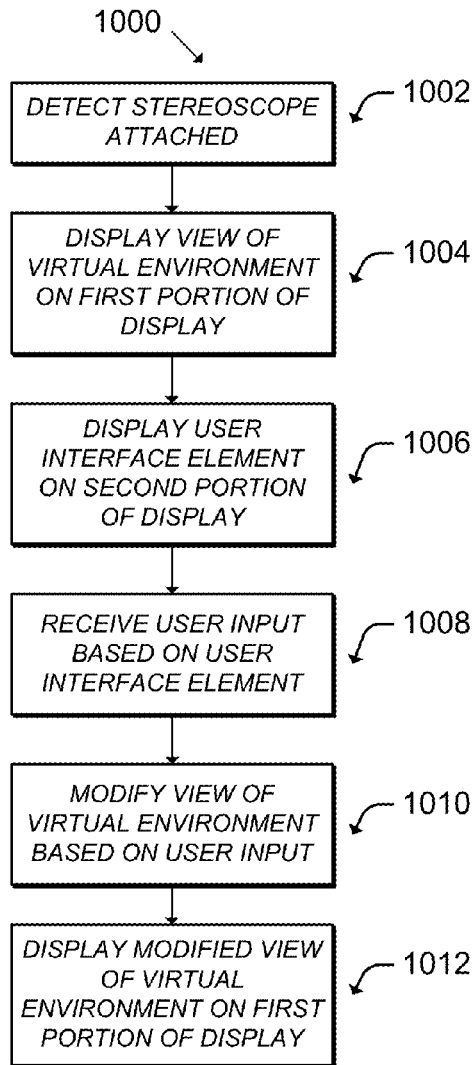 1000
DETECT STEREOSCOPE
ATTACHED
1002
DISPLAY VIEW OF
VIRTUAL ENVIRONMENT
ON FIRST PORTION OF
DISPLAY
1004
DISPLAY USER
INTERFACE ELEMENT
ON SECOND PORTION
OF DISPLAY
1006
RECEIVE USER INPUT
BASED ON USER
INTERFACE ELEMENT
1008
MODIFY VIEW OF
VIRTUAL ENVIRONMENT
BASED ON USER INPUT
1010
DISPLAY MODIFIED VIEW
OF VIRTUAL
ENVIRONMENT ON FIRST
PORTION OF DISPLAY
1012